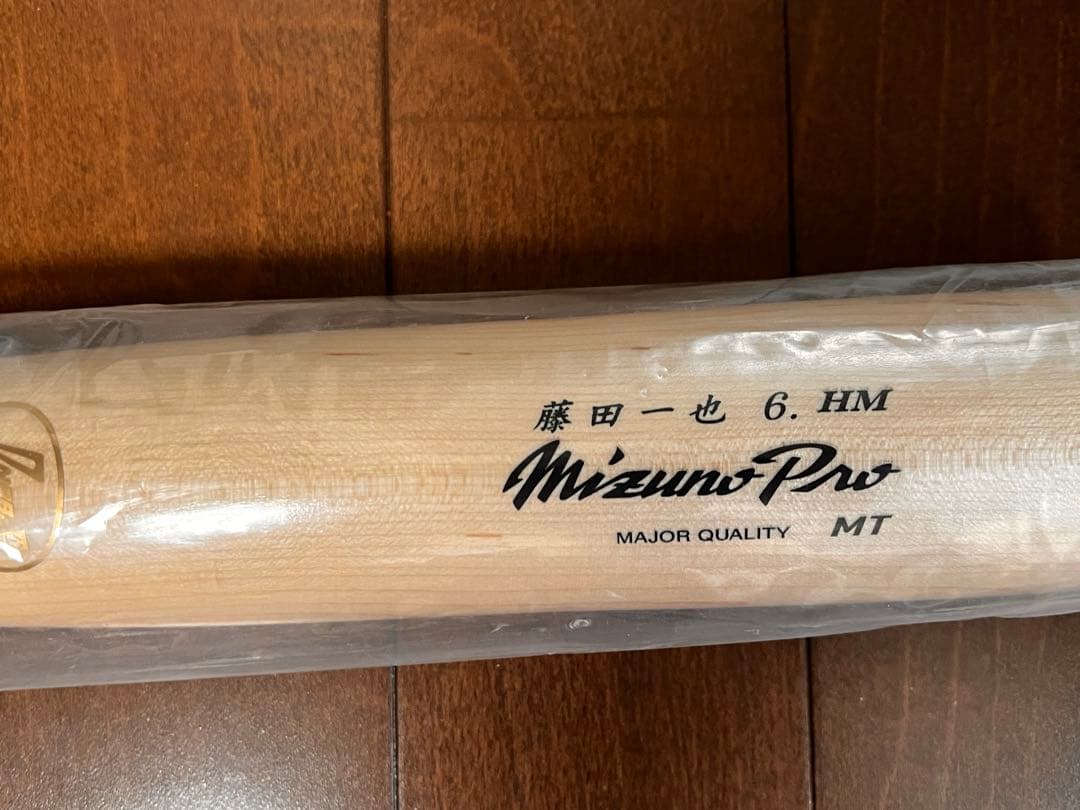 藤田一也 6. HM
Mizuno Pro
MAJOR QUALITY MT